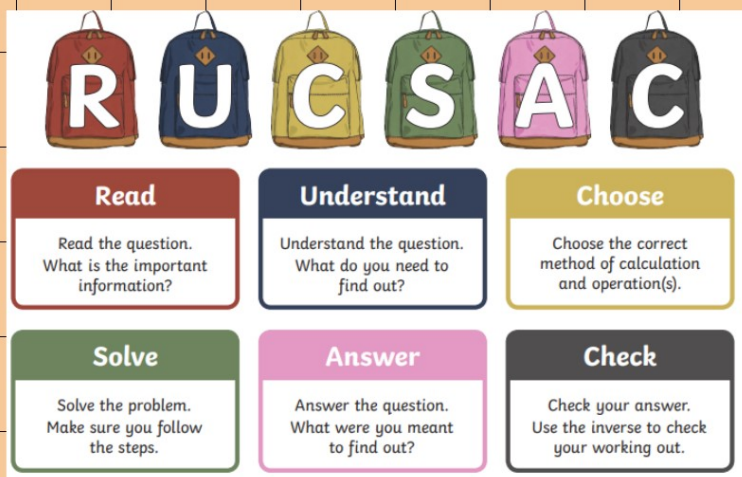 RUCSAC
Read
Read the question.
What is the important
information?
Understand
Understand the question.
What do you need to
find out?
Choose
Choose the correct
method of calculation
and operation(s).
Solve
Solve the problem.
Make sure you follow
the steps.
Answer
Answer the question.
What were you meant
to find out?
Check
Check your answer.
Use the inverse to check
your working out.